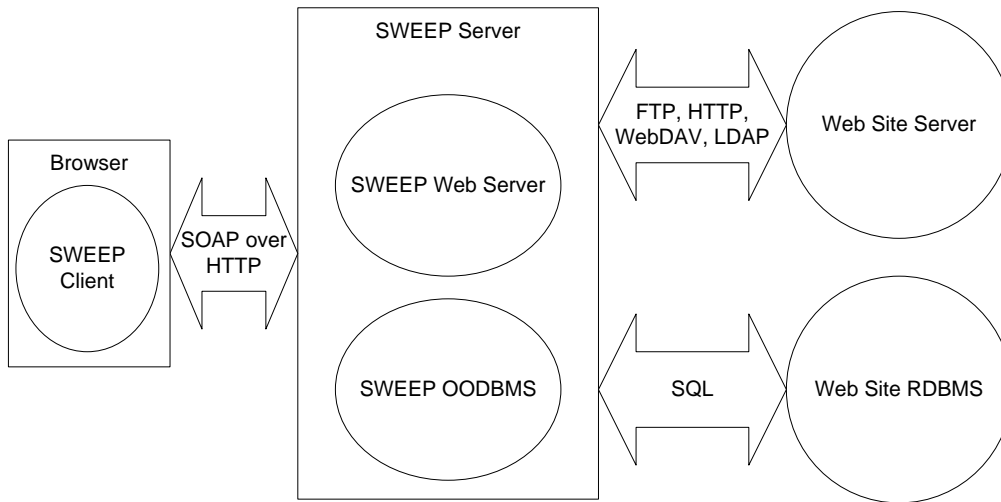 Browser
SWEEP
Client
SOAP over
HTTP
SWEEP Server
SWEEP Web Server
SWEEP OODBMS
FTP, HTTP,
WebDAV, LDAP
Web Site Server
SQL
Web Site RDBMS